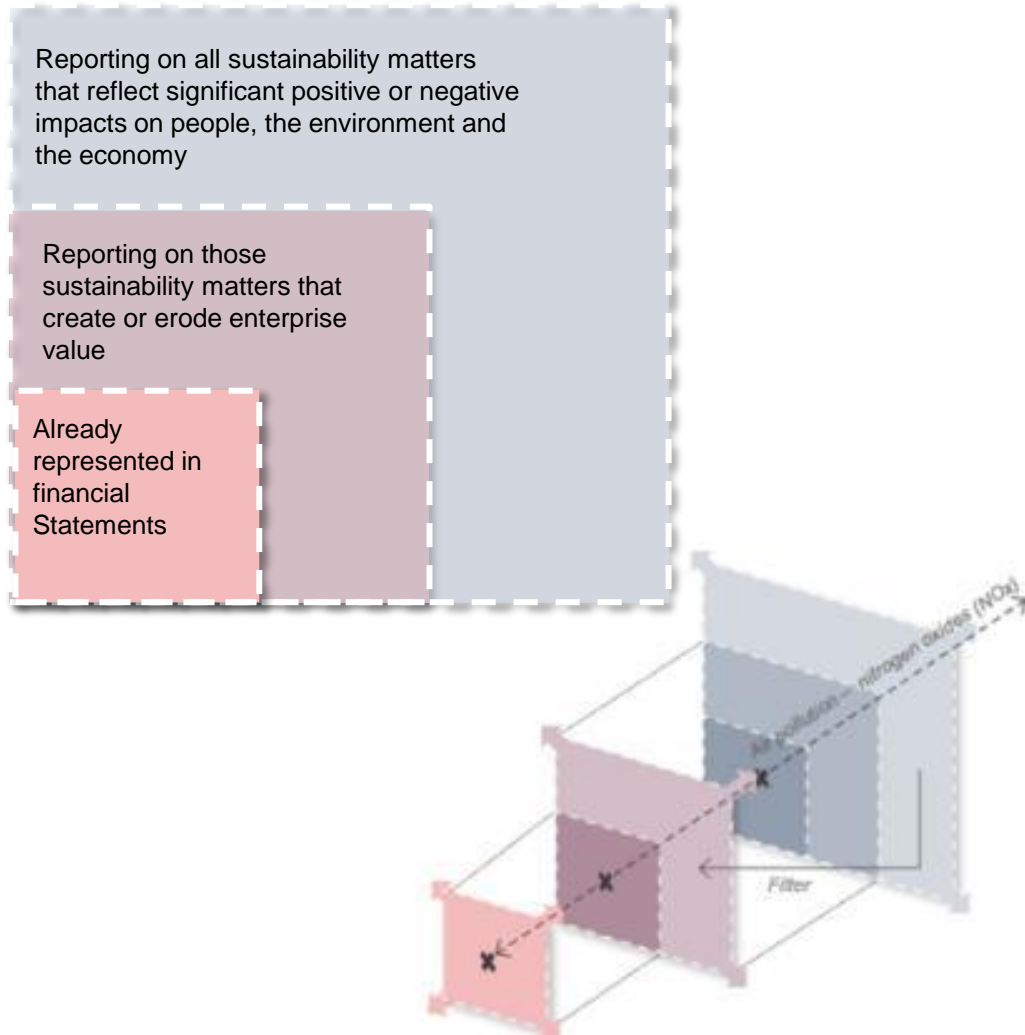 Reporting on all sustainability matters
that reflect significant positive or negative
impacts on people, the environment and
the economy
Reporting on those
sustainability matters that
create or erode enterprise
value
Already
represented in
financial
Statements
Air pollution – nitrogen oxides (NOx)
Filter